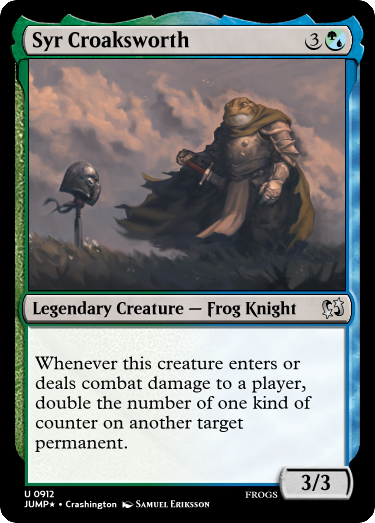 Syr Croaksworth 3
Legendary Creature — Frog Knight
Whenever this creature enters or
deals combat damage to a player,
double the number of one kind of
counter on another target
permanent.
3/3
U 0912
JUMP★ • Crashington Samuel Eriksson
FROGS